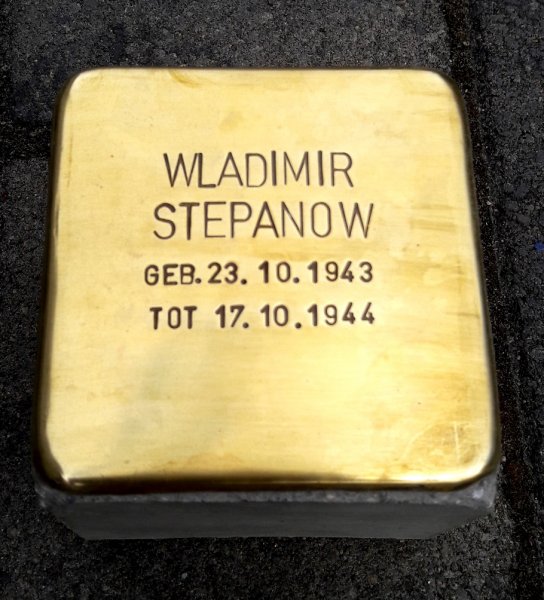 WLADIMIR
STEPANOW
GEB. 23. 10. 1943
TOT 17. 10. 1944